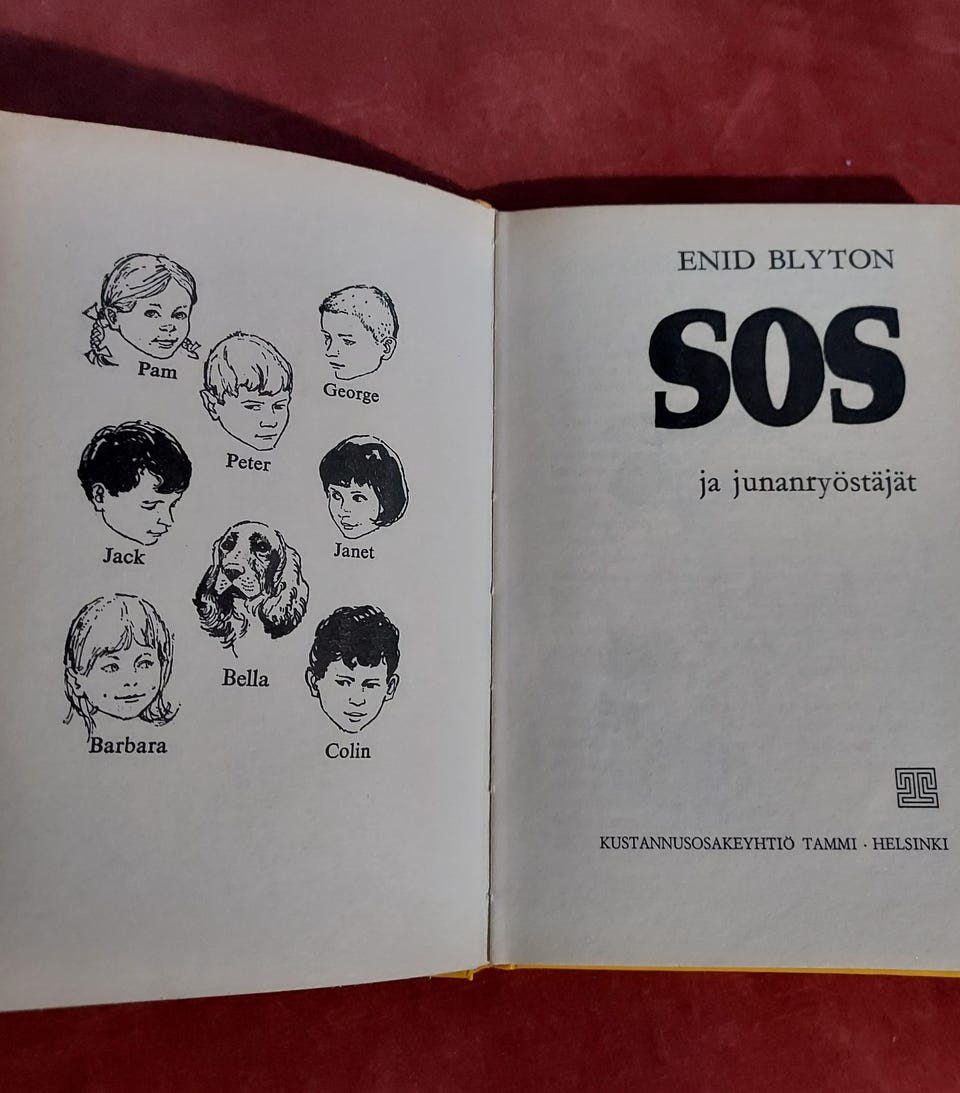 Pam
George
Peter
Jack
Janet
Bella
Barbara
Colin
ENID BLYTON
SOS
ja junanryöstäjät
KUSTANNUSOSAKEYHTIÖ TAMMI · HELSINKI